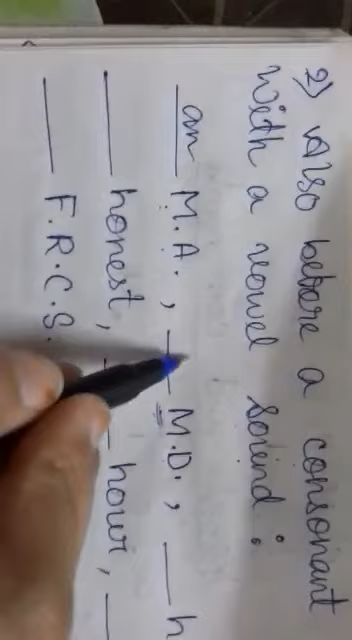 2) Also before a consonant
with a vowel sound :
an M.A., ___ M.D., ___ h
___ honest, ___ hour, ___
___ F.R.C.S.